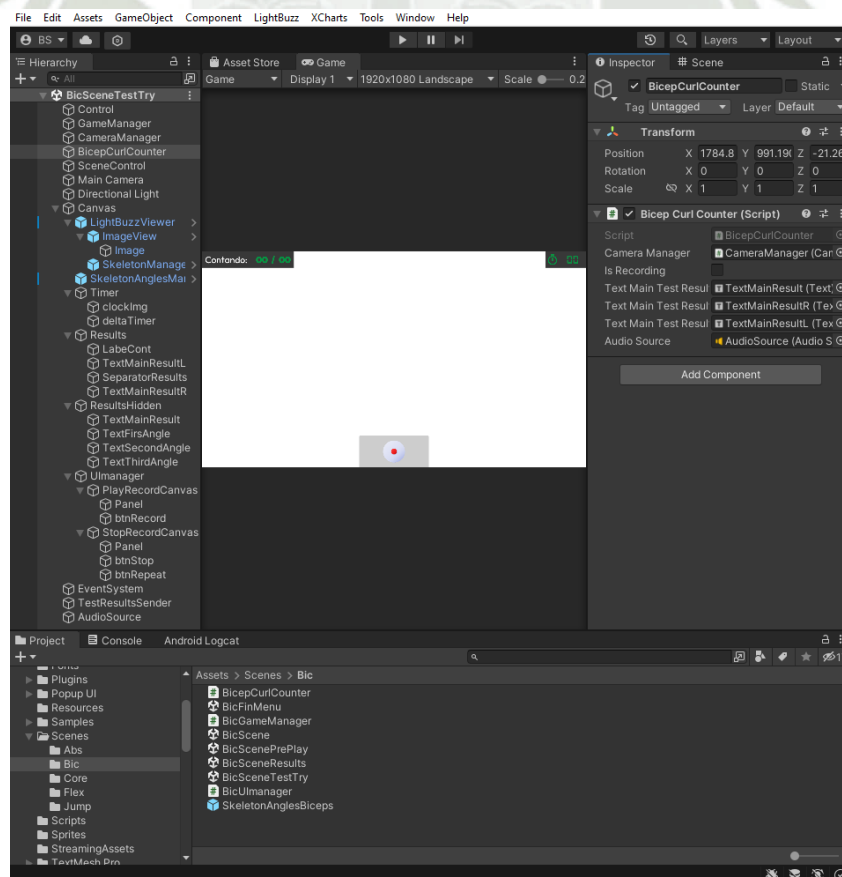 File Edit Assets GameObject Component LightBuzz XCharts Tools Window Help
BS Layers Layout
Hierarchy
All
BicSceneTestTry
Control
GameManager
CameraManager
BicepCurlCounter
SceneControl
Main Camera
Directional Light
Canvas
LightBuzzViewer
ImageView
Image
SkeletonManage
SkeletonAnglesMa
Timer
clockImg
deltaTimer
Results
LabeCont
TextMainResultL
SeparatorResults
TextMainResultR
ResultsHidden
TextMainResult
TextFirsAngle
TextSecondAngle
TextThirdAngle
UImanager
PlayRecordCanvas
Panel
btnRecord
StopRecordCanvas
Panel
btnStop
btnRepeat
EventSystem
TestResultsSender
AudioSource
Asset Store Game
Game Display 1 1920x1080 Landscape Scale 0.2
Contando: 00 / 00
Inspector Scene
BicepCurlCounter Static
Tag Untagged Layer Default
Transform
Position X 1784.8 Y 991.19 Z -21.26
Rotation X 0 Y 0 Z 0
Scale X 1 Y 1 Z 1
# Bicep Curl Counter (Script)
Script BicepCurlCounter
Camera Manager CameraManager (Car
Is Recording
Text Main Test Resul TextMainResult (Text)
Text Main Test Resul TextMainResultR (Te
Text Main Test Resul TextMainResultL (Tex
Audio Source AudioSource (Audio S
Add Component
Project Console Android Logcat
Plugins
Popup UI
Resources
Samples
Scenes
Abs
Bic
Core
Flex
Jump
Scripts
Sprites
StreamingAssets
TextMesh Pro
Assets > Scenes > Bic
BicepCurlCounter
BicFinMenu
BicGameManager
BicScene
BicScenePrePlay
BicSceneResults
BicSceneTestTry
BicUImanager
SkeletonAnglesBiceps